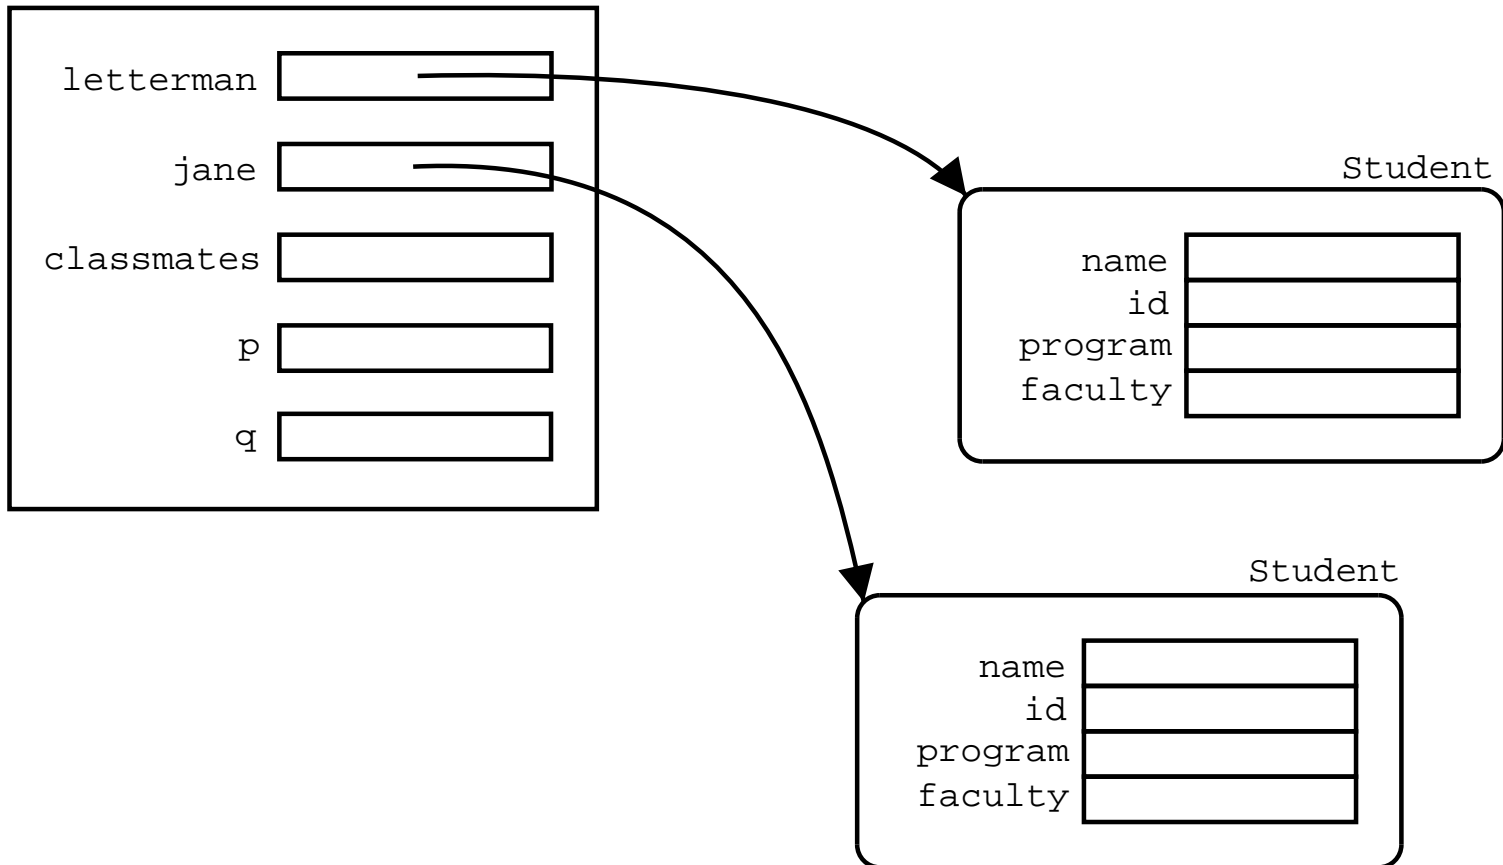 letterman
jane
classmates
p
q
Student
name
id
program
faculty
Student
name
id
program
faculty